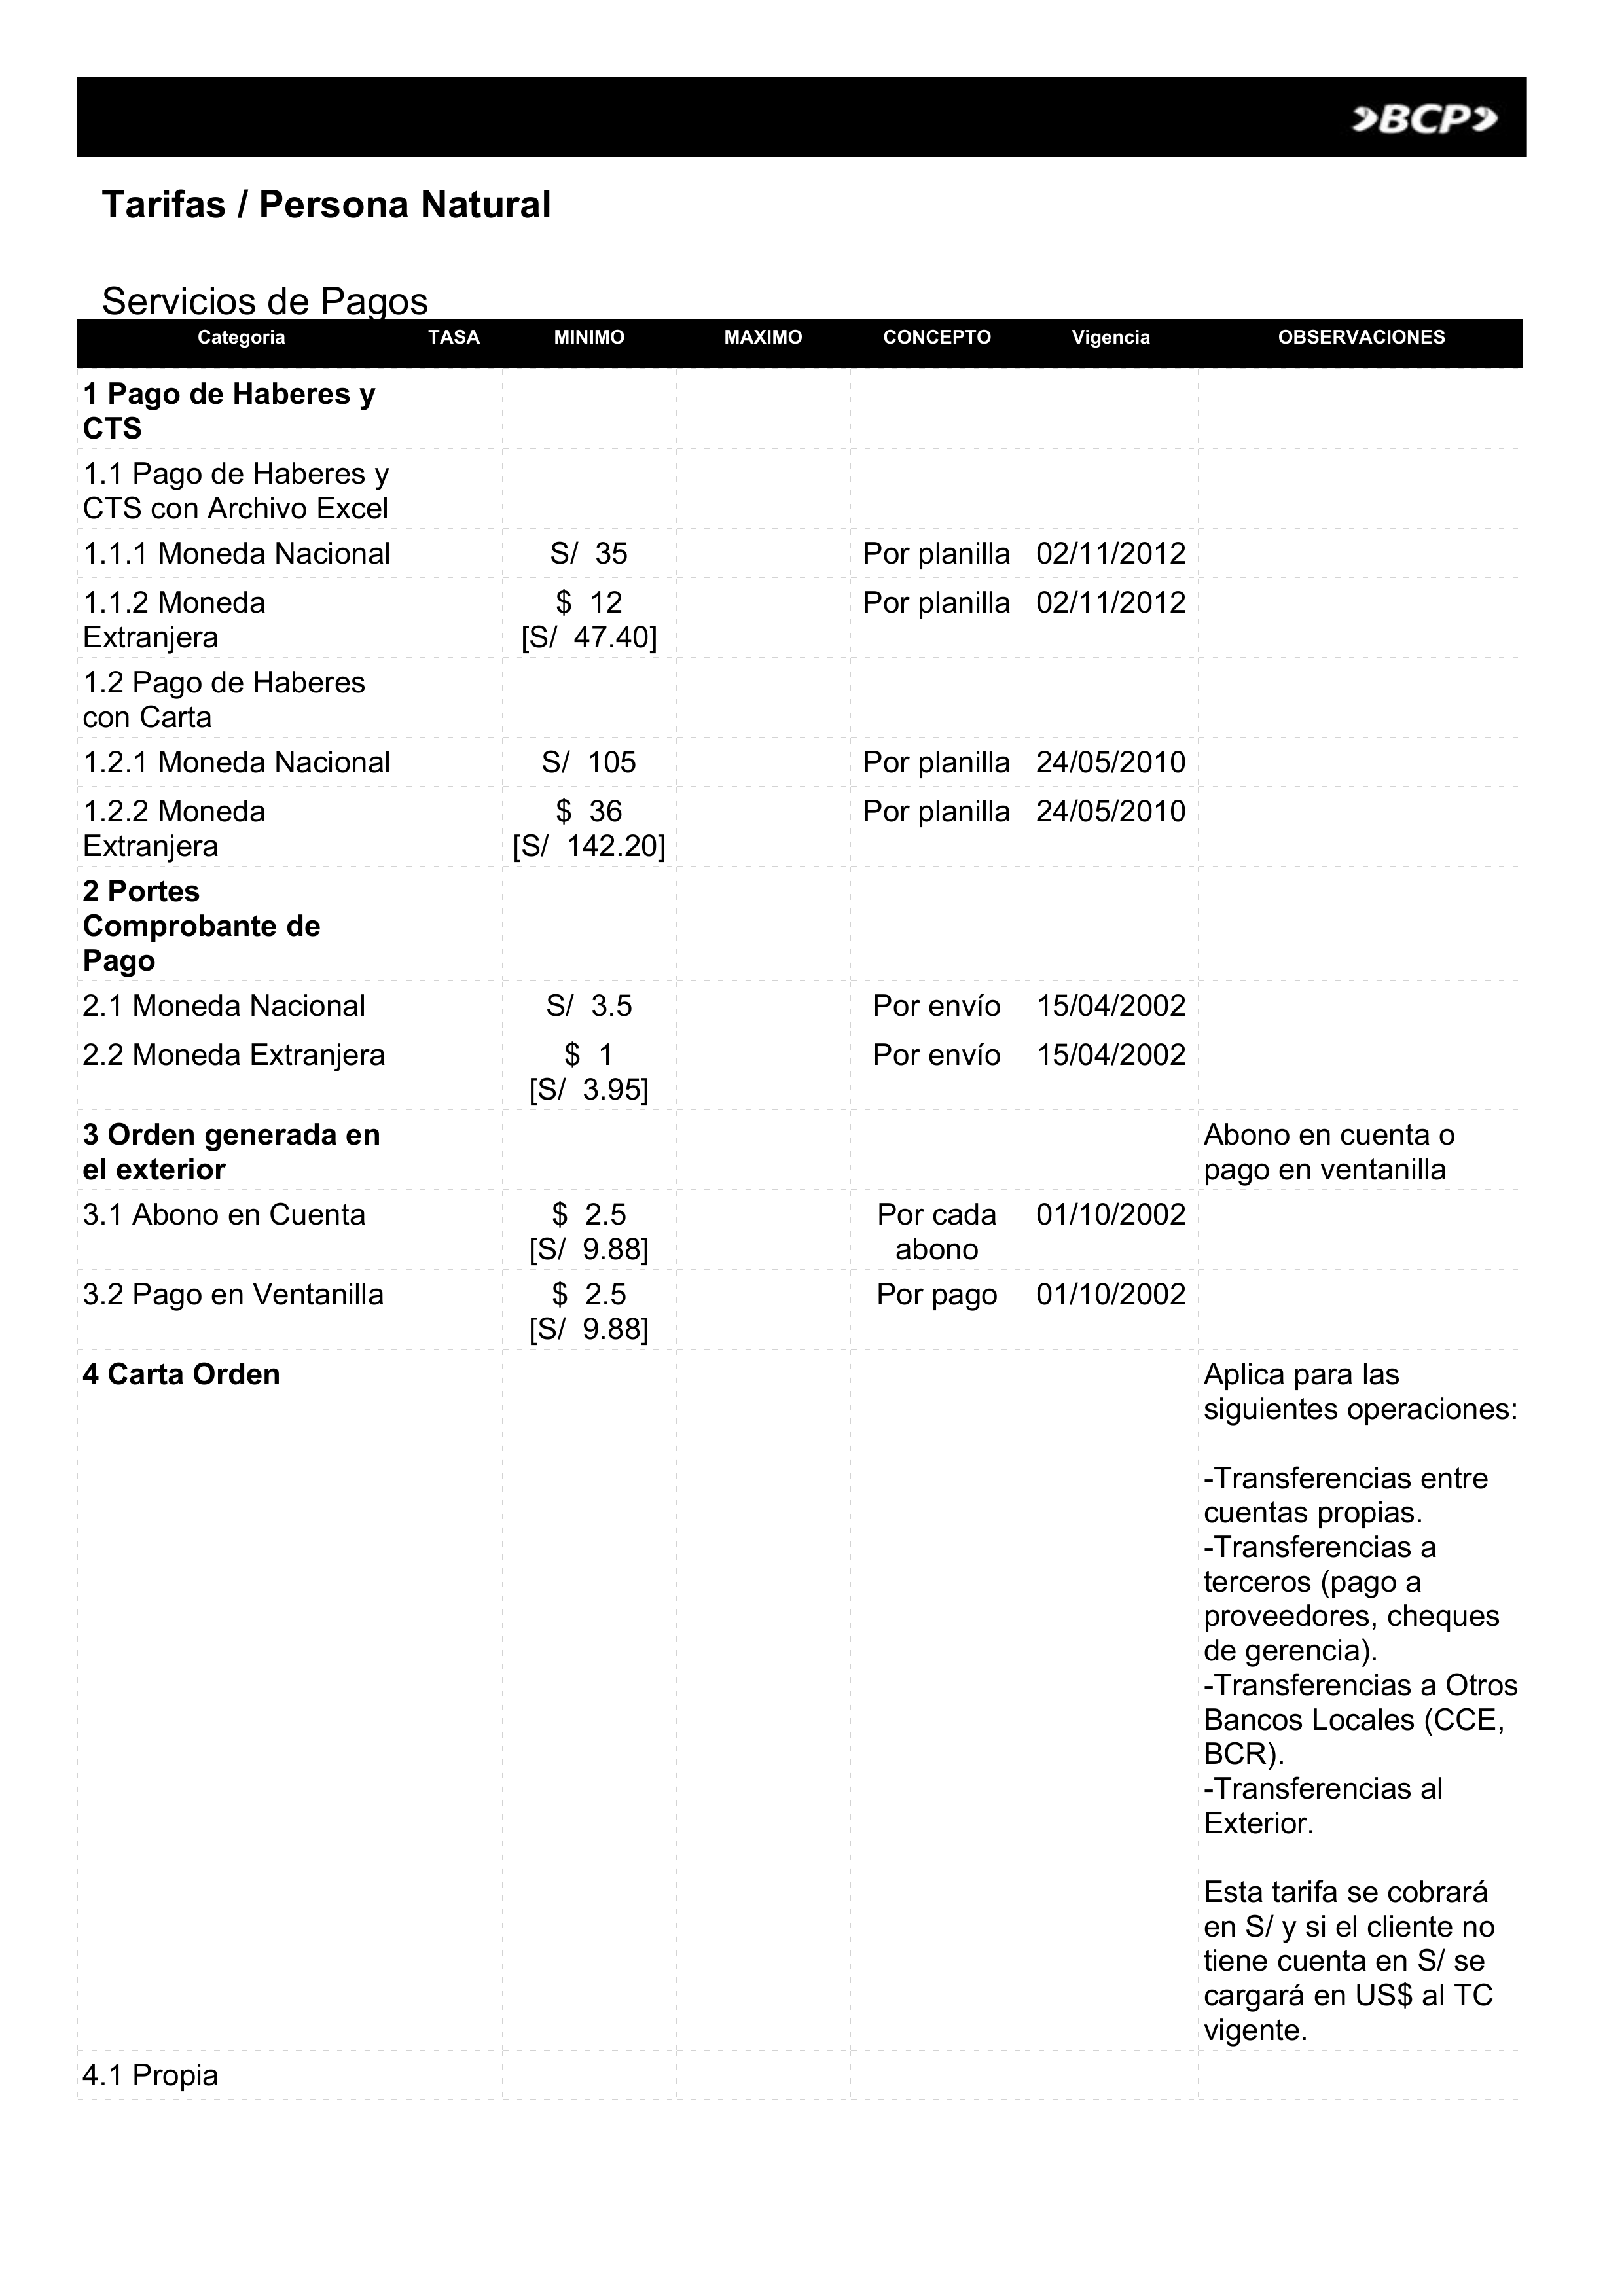 BCP
Tarifas / Persona Natural
Servicios de Pagos
Categoria TASA MINIMO MAXIMO CONCEPTO Vigencia OBSERVACIONES
1 Pago de Haberes y
CTS
1.1 Pago de Haberes y
CTS con Archivo Excel
1.1.1 Moneda Nacional S/ 35 Por planilla 02/11/2012
1.1.2 Moneda $ 12 Por planilla 02/11/2012
Extranjera [S/ 47.40]
1.2 Pago de Haberes
con Carta
1.2.1 Moneda Nacional S/ 105 Por planilla 24/05/2010
1.2.2 Moneda $ 36 Por planilla 24/05/2010
Extranjera [S/ 142.20]
2 Portes
Comprobante de
Pago
2.1 Moneda Nacional S/ 3.5 Por envío 15/04/2002
2.2 Moneda Extranjera $ 1 Por envío 15/04/2002
[S/ 3.95]
3 Orden generada en Abono en cuenta o
el exterior pago en ventanilla
3.1 Abono en Cuenta $ 2.5 Por cada 01/10/2002
[S/ 9.88] abono
3.2 Pago en Ventanilla $ 2.5 Por pago 01/10/2002
[S/ 9.88]
4 Carta Orden Aplica para las
siguientes operaciones:
-Transferencias entre
cuentas propias.
-Transferencias a
terceros (pago a
proveedores, cheques
de gerencia).
-Transferencias a Otros
Bancos Locales (CCE,
BCR).
-Transferencias al
Exterior.
Esta tarifa se cobrará
en S/ y si el cliente no
tiene cuenta en S/ se
cargará en US$ al TC
vigente.
4.1 Propia